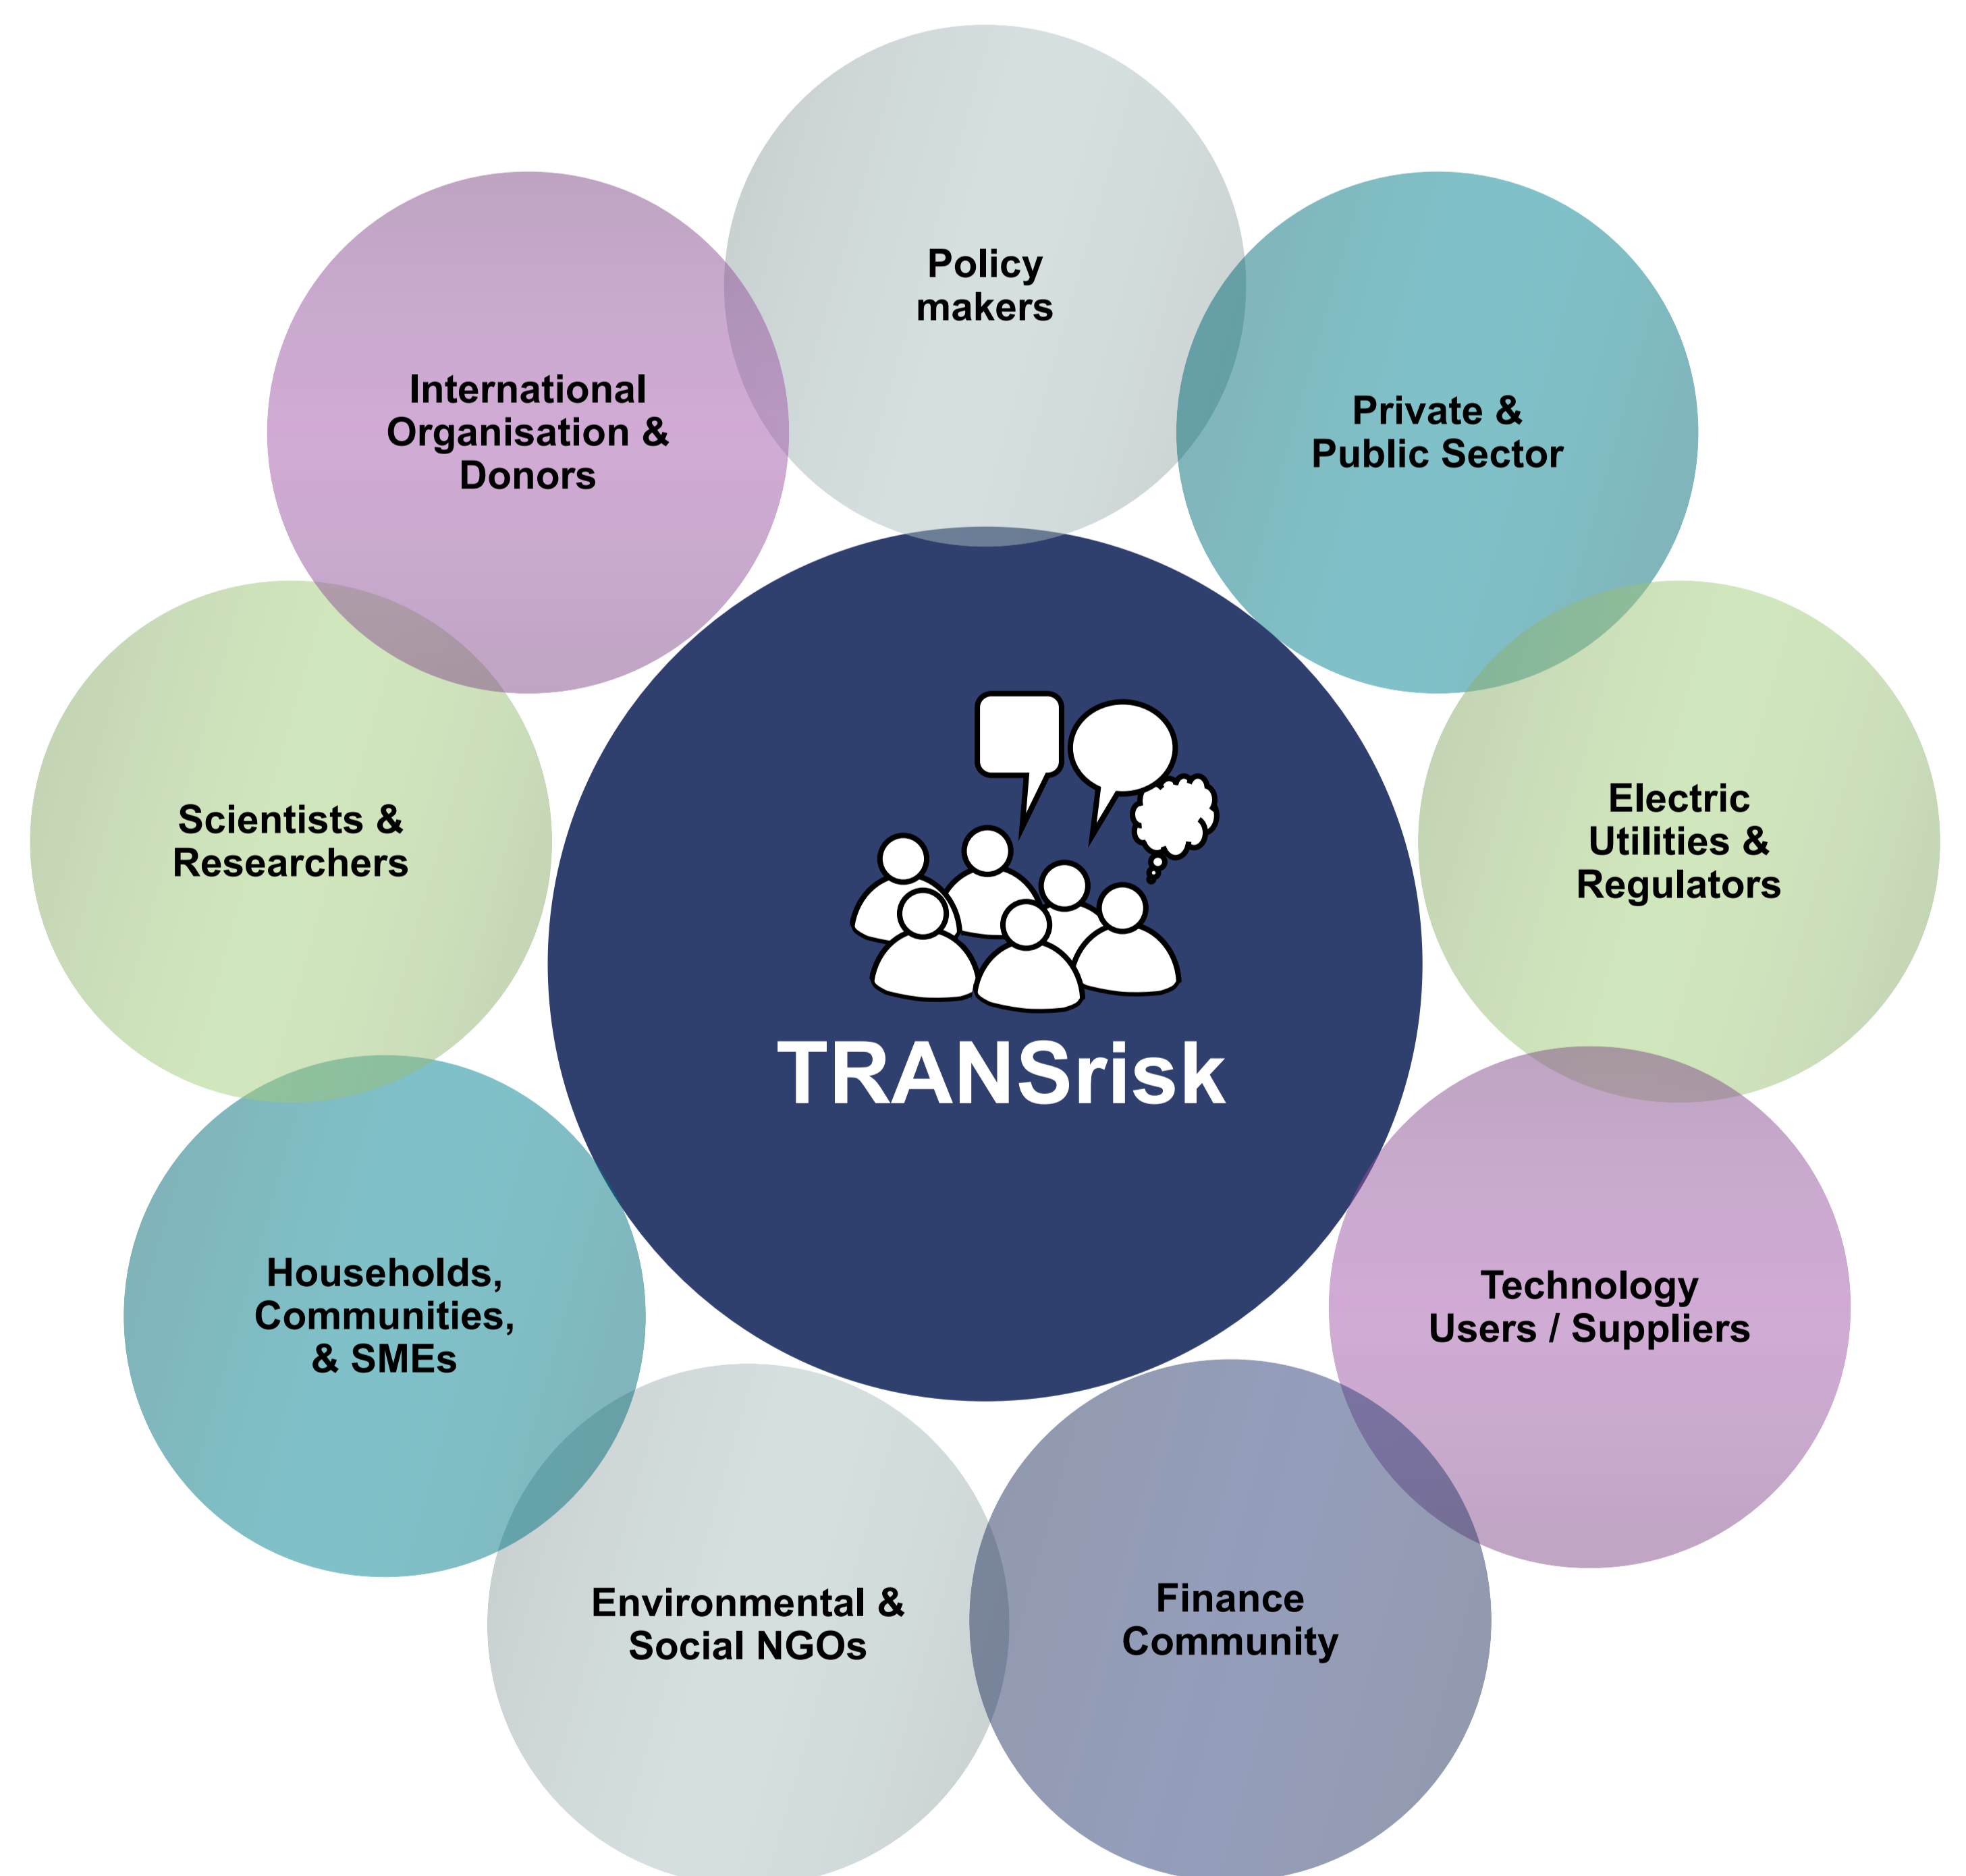 Policy
makers
Private &
Public Sector
Electric
Utilities &
Regulators
Technology
Users / Suppliers
Finance
Community
Environmental &
Social NGOs
Households,
Communities,
& SMEs
Scientists &
Researchers
International
Organisation &
Donors
TRANSrisk